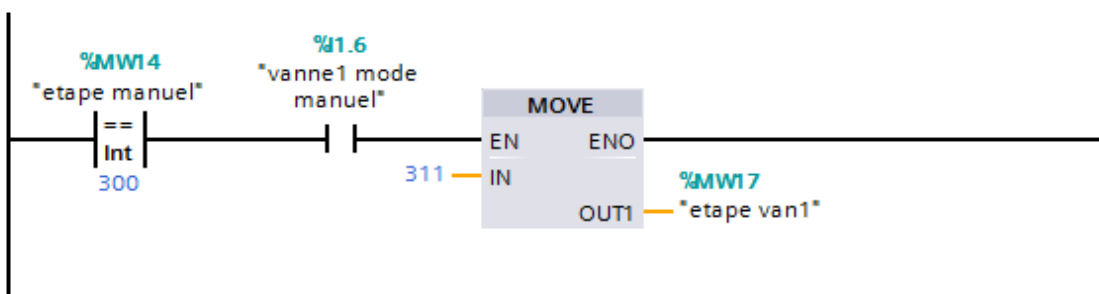 %MW14
"etape manuel"
==
Int
300
%I1.6
"vanne1 mode
manuel"
MOVE
EN ENO
311 IN
%MW17
OUT1 "etape van1"